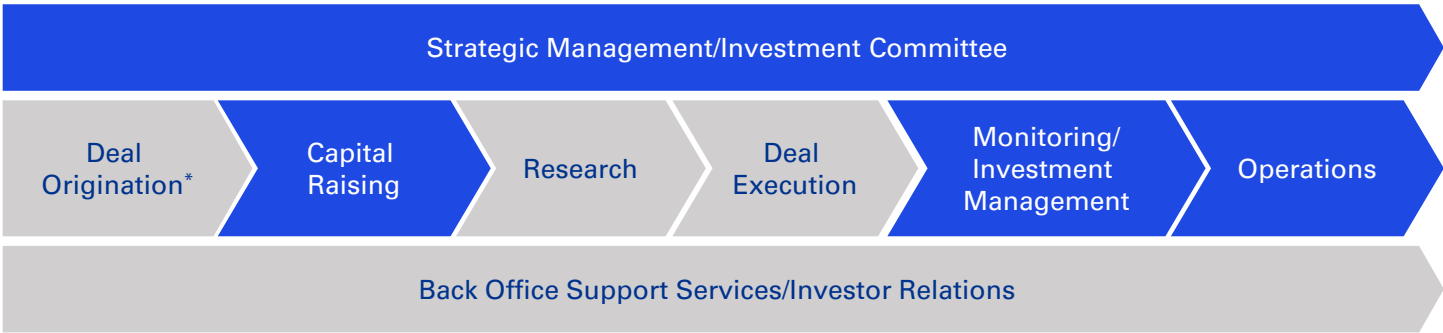 Strategic Management/Investment Committee
Deal
Origination*
Capital
Raising
Research
Deal
Execution
Monitoring/
Investment
Management
Operations
Back Office Support Services/Investor Relations